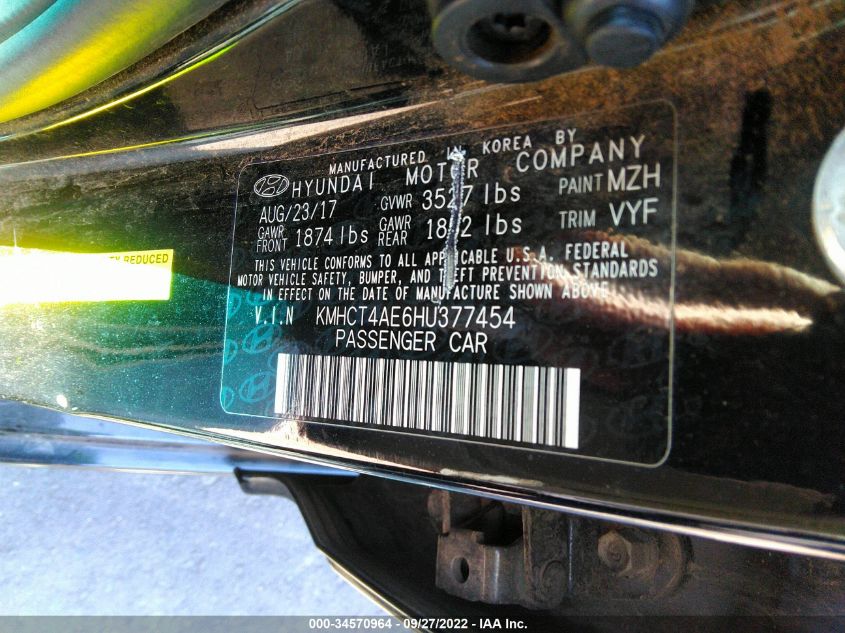 MANUFACTURED IN KOREA BY
HYUNDAI MOTOR COMPANY
AUG/23/17 GVWR 3527 lbs PAINT MZH
GAWR FRONT 1874 lbs GAWR REAR lbs TRIM VYF
THIS VEHICLE CONFORMS TO ALL APPLICABLE U.S.A. FEDERAL
MOTOR VEHICLE SAFETY, BUMPER, AND THEFT PREVENTION STANDARDS
IN EFFECT ON THE DATE OF MANUFACTURE SHOWN ABOVE
V.I.N KMHCT4AE6HU377454
PASSENGER CAR
REDUCED
000-34570964 - 09/27/2022 - IAA Inc.